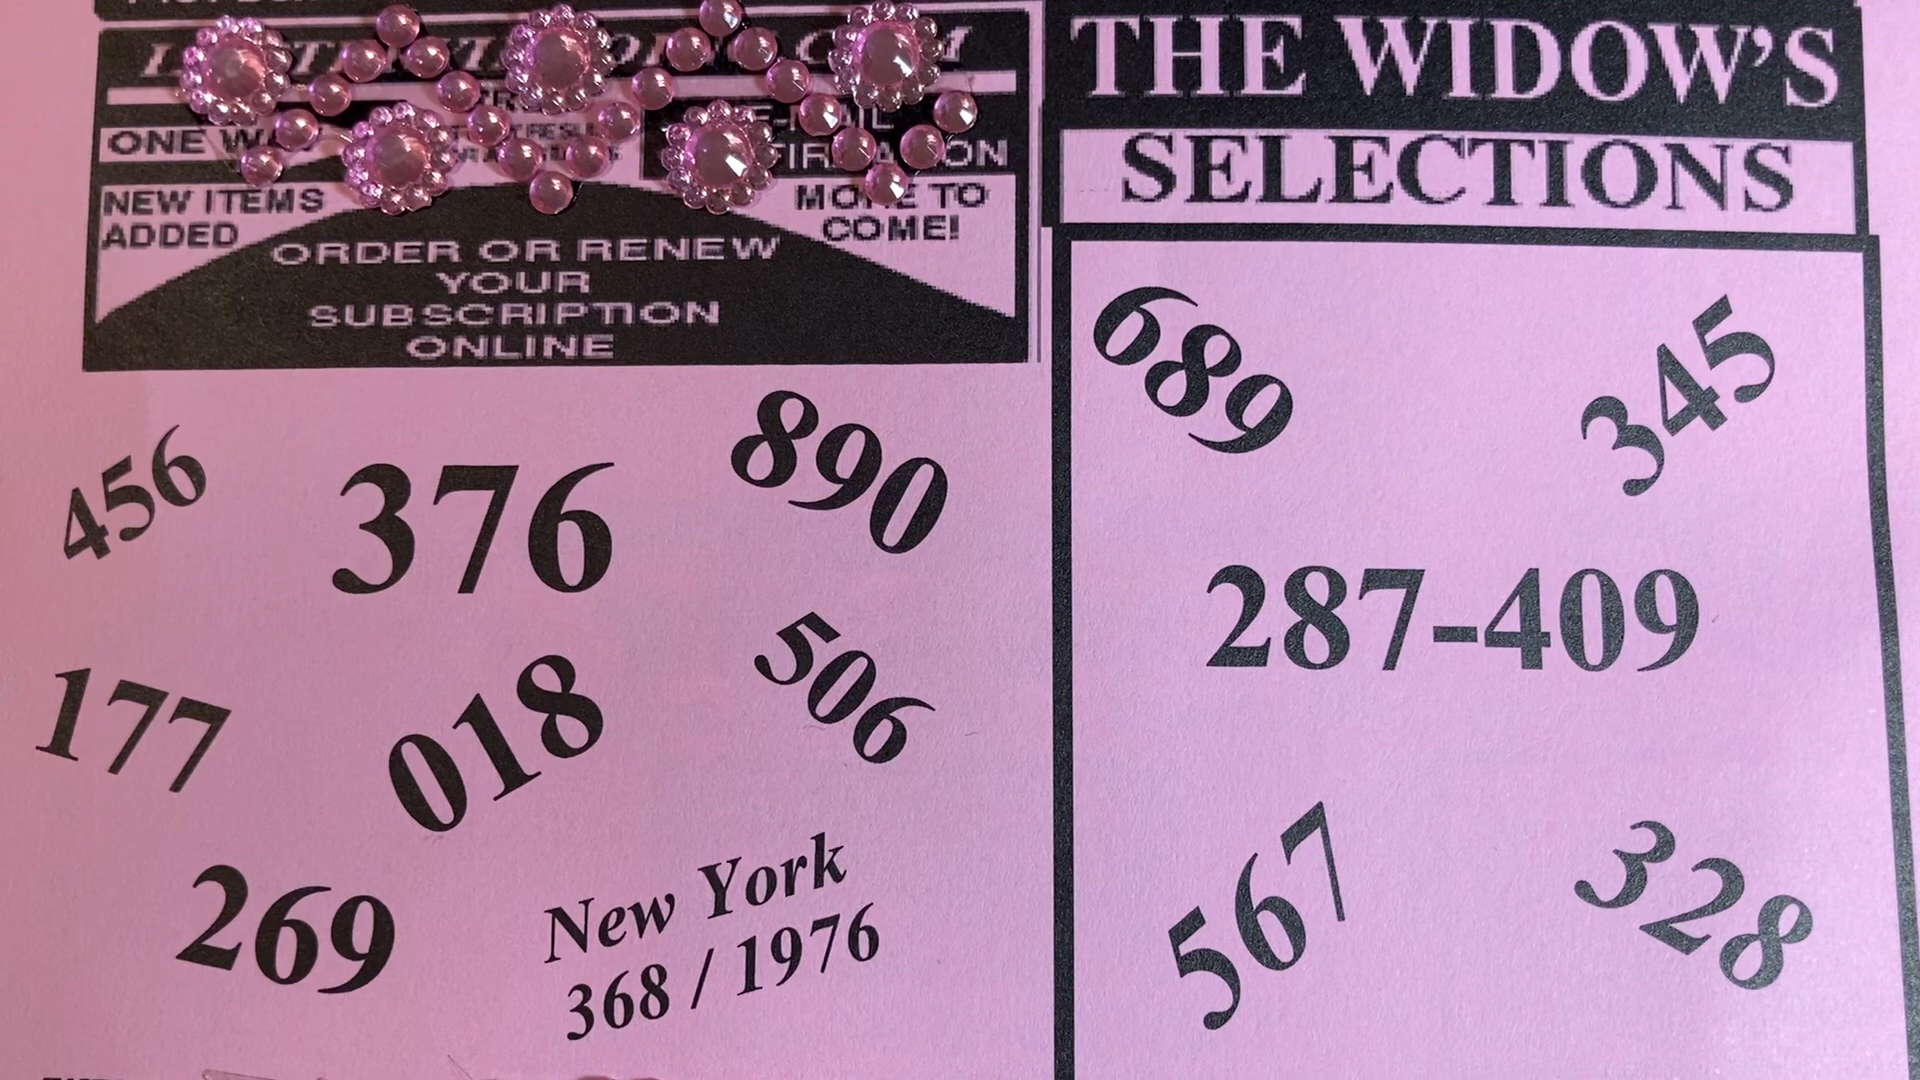 ONE WAY
NEW ITEMS
ADDED
MORE TO
COME!
ORDER OR RENEW
YOUR
SUBSCRIPTION
ONLINE
456
376
890
177
018
506
269
New York
368 / 1976
THE WIDOW'S
SELECTIONS
689
345
287-409
567
328